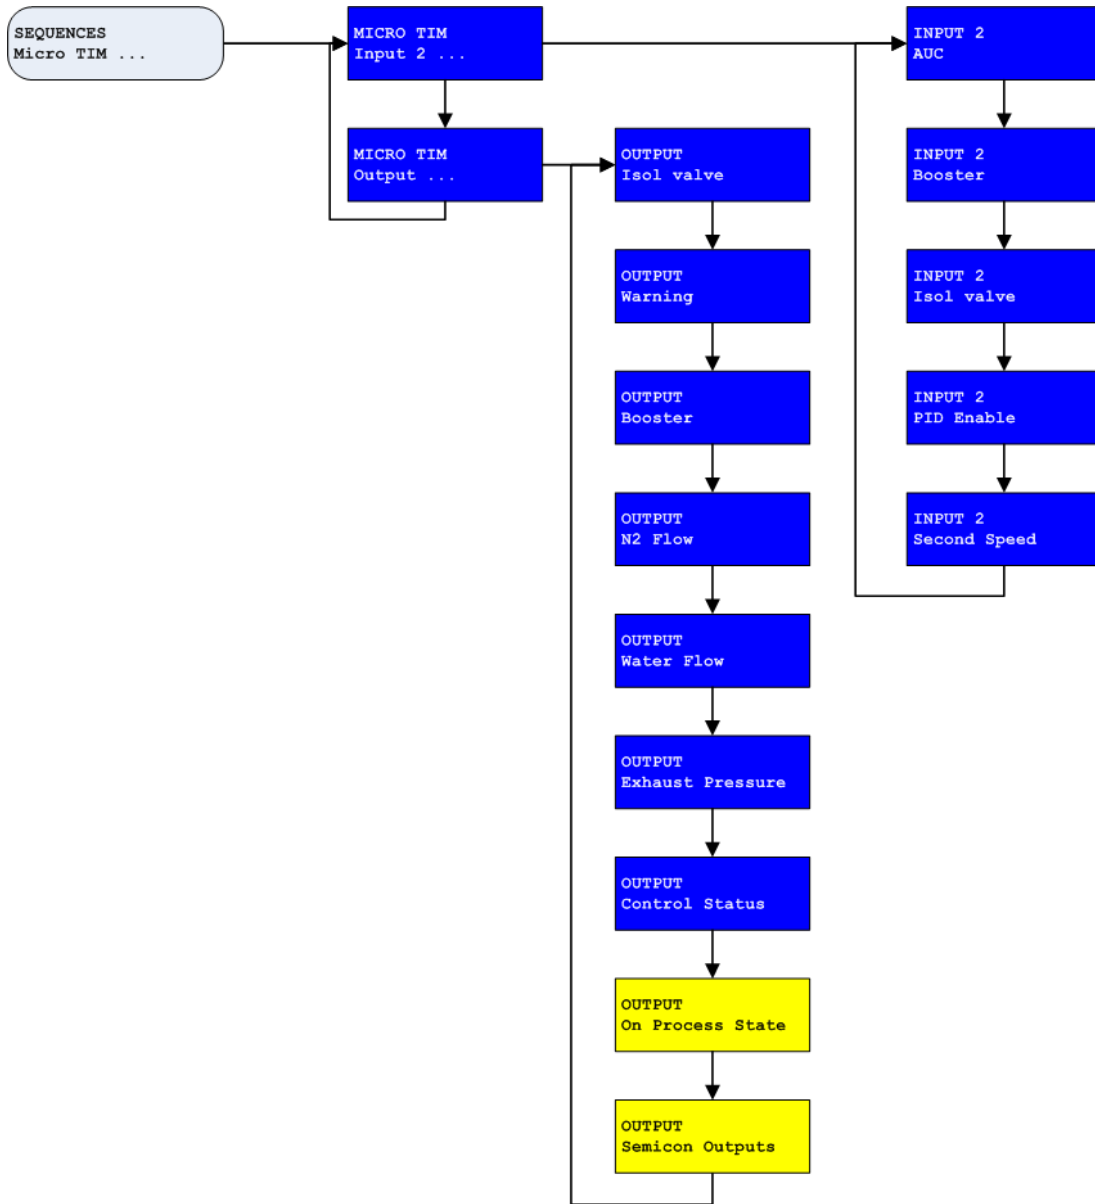 SEQUENCES
Micro TIM ...
MICRO TIM
Input 2 ...
MICRO TIM
Output ...
OUTPUT
Isol valve
OUTPUT
Warning
OUTPUT
Booster
OUTPUT
N2 Flow
OUTPUT
Water Flow
OUTPUT
Exhaust Pressure
OUTPUT
Control Status
OUTPUT
On Process State
OUTPUT
Semicon Outputs
INPUT 2
AUC
INPUT 2
Booster
INPUT 2
Isol valve
INPUT 2
PID Enable
INPUT 2
Second Speed